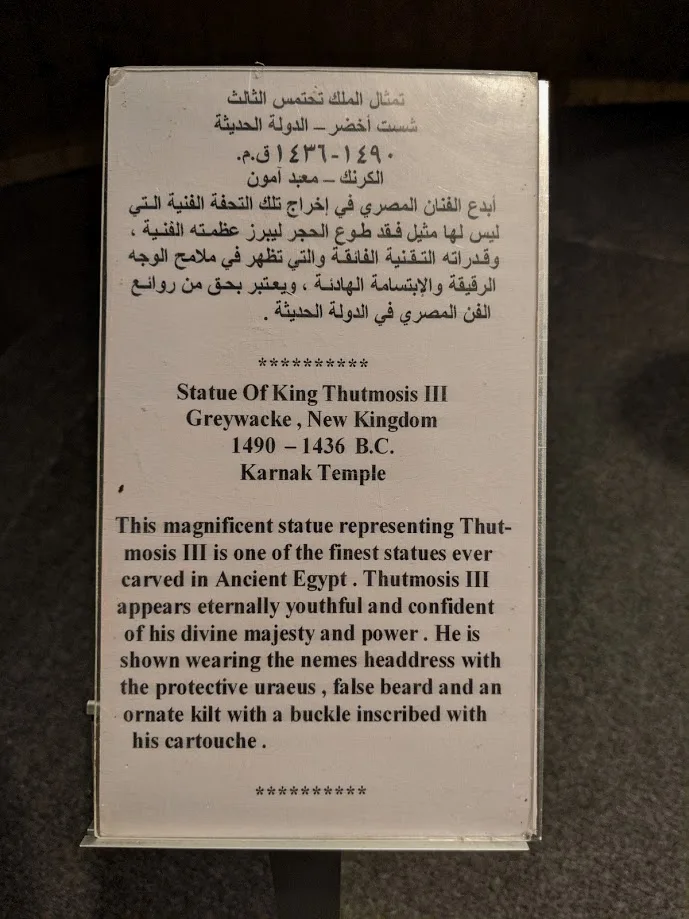 تمثال الملك تحتمس الثالث
شست أخضر – الدولة الحديثة
١٤٩٠-١٤٣٦ ق.م.
الكرنك – معبد آمون
أبدع الفنان المصري في إخراج تلك التحفة الفنية التي
ليس لها مثيل فقد طوع الحجر ليبرز عظمته الفنية ،
وقدراته التقنية الفائقة والتي تظهر في ملامح الوجه
الرقيقة والإبتسامة الهادئة ، ويعتبر بحق من روائع
الفن المصري في الدولة الحديثة .
**********
Statue Of King Thutmosis III
Greywacke , New Kingdom
1490 – 1436 B.C.
Karnak Temple
This magnificent statue representing Thut-
mosis III is one of the finest statues ever
carved in Ancient Egypt . Thutmosis III
appears eternally youthful and confident
of his divine majesty and power . He is
shown wearing the nemes headdress with
the protective uraeus , false beard and an
ornate kilt with a buckle inscribed with
his cartouche .
**********